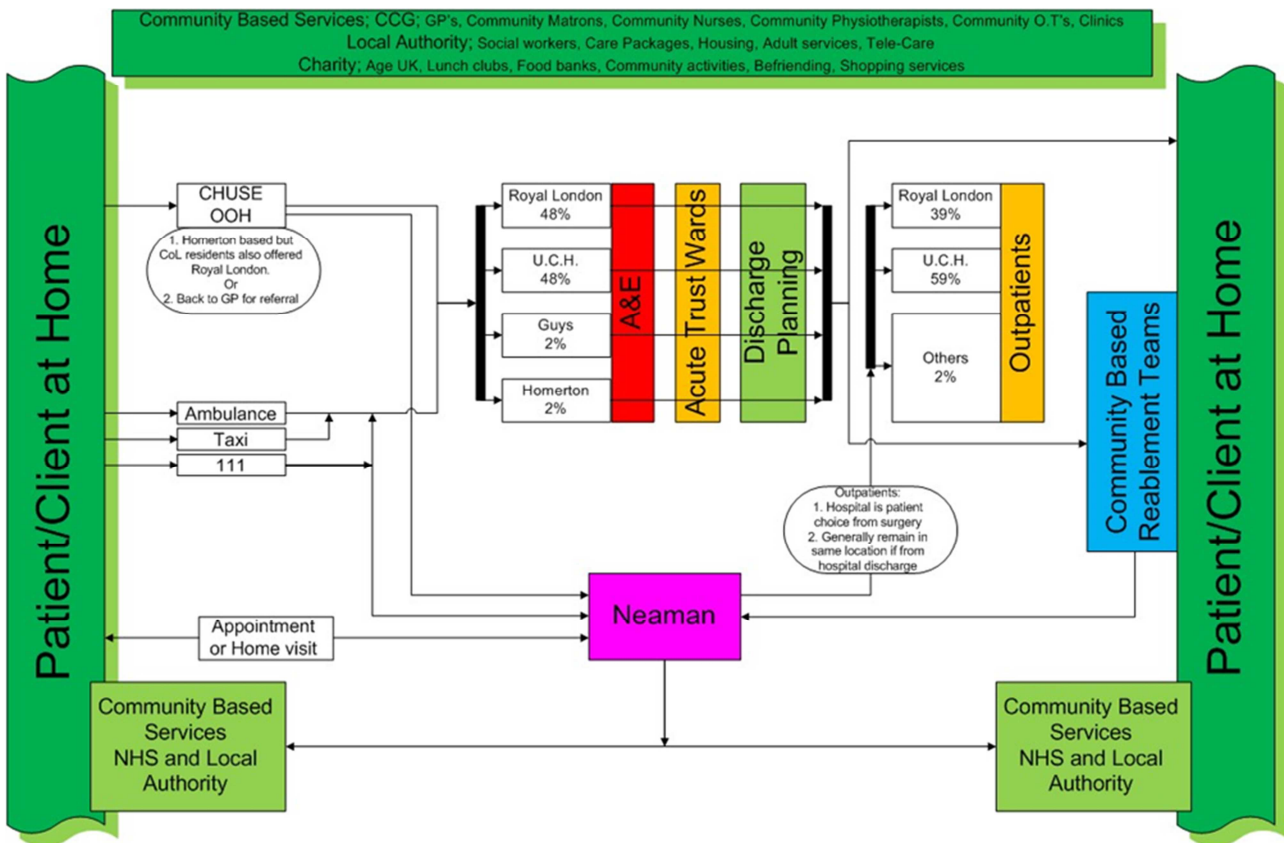 Community Based Services; CCG; GP's, Community Matrons, Community Nurses, Community Physiotherapists, Community O.T's, Clinics
Local Authority; Social workers, Care Packages, Housing, Adult services, Tele-Care
Charity; Age UK, Lunch clubs, Food banks, Community activities, Befriending, Shopping services
Patient/Client at Home
CHUSE
OOH
1. Homerton based but
CoL residents also offered
Royal London.
Or
2. Back to GP for referral
Ambulance
Taxi
111
Appointment
or Home visit
Community Based
Services
NHS and Local
Authority
Royal London
48%
U.C.H.
48%
Guys
2%
Homerton
2%
A&E
Acute Trust Wards
Discharge
Planning
Royal London
39%
U.C.H.
59%
Others
2%
Outpatients
Outpatients:
1. Hospital is patient
choice from surgery
2. Generally remain in
same location if from
hospital discharge
Neaman
Community Based
Reablement Teams
Community Based
Services
NHS and Local
Authority
Patient/Client at Home